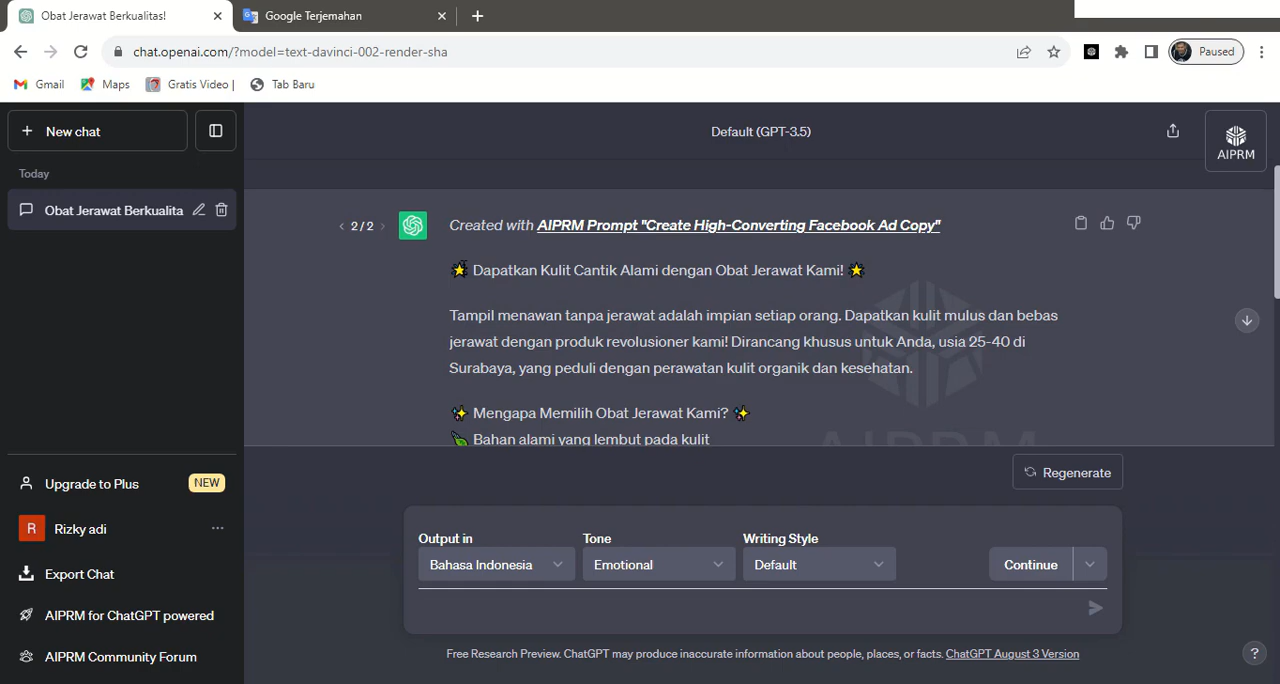 Obat Jerawat Berkualitas!
Google Terjemahan
chat.openai.com/?model=text-davinci-002-render-sha
Paused
Gmail
Maps
Gratis Video |
Tab Baru
New chat
Default (GPT-3.5)
AIPRM
Today
Obat Jerawat Berkualita
2/2
Created with AIPRM Prompt "Create High-Converting Facebook Ad Copy"
Dapatkan Kulit Cantik Alami dengan Obat Jerawat Kami!
Tampil menawan tanpa jerawat adalah impian setiap orang. Dapatkan kulit mulus dan bebas
jerawat dengan produk revolusioner kami! Dirancang khusus untuk Anda, usia 25-40 di
Surabaya, yang peduli dengan perawatan kulit organik dan kesehatan.
Mengapa Memilih Obat Jerawat Kami?
Bahan alami yang lembut pada kulit
AIPRM
Upgrade to Plus
NEW
R
Rizky adi
Export Chat
AIPRM for ChatGPT powered
AIPRM Community Forum
Regenerate
Output in
Tone
Writing Style
Bahasa Indonesia
Emotional
Default
Continue
Free Research Preview. ChatGPT may produce inaccurate information about people, places, or facts. ChatGPT August 3 Version
?